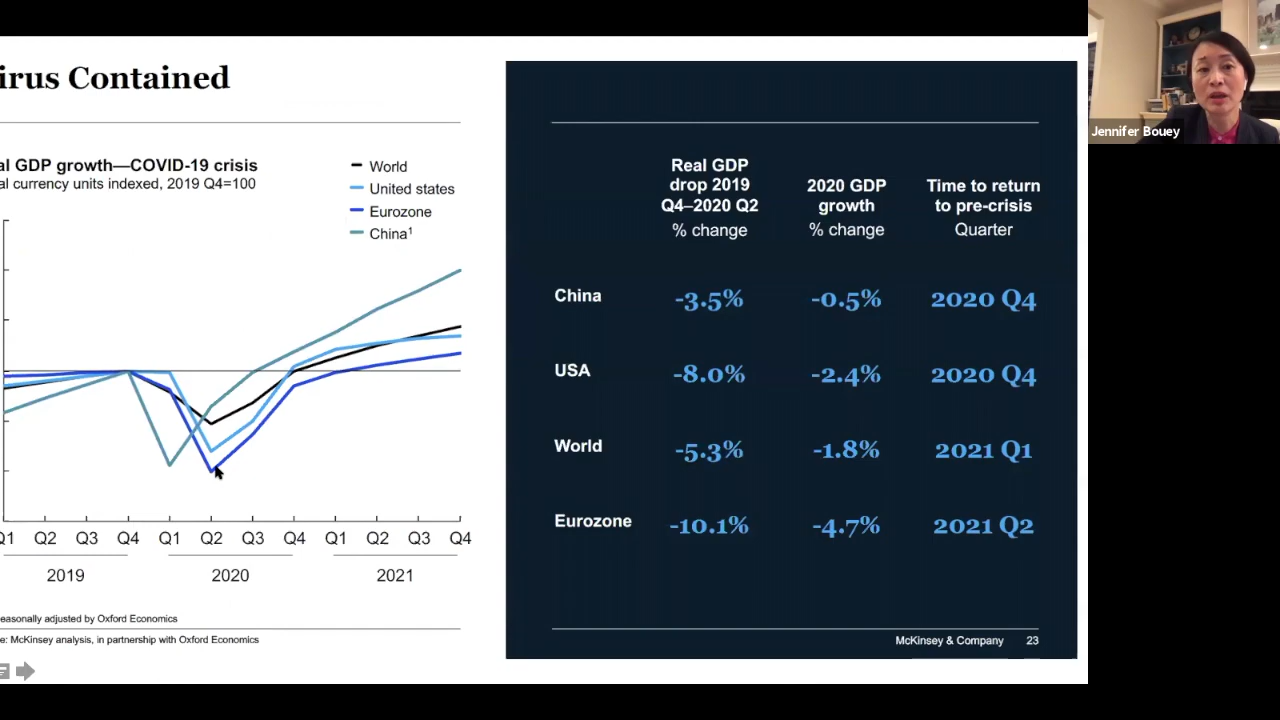 irus Contained
al GDP growth—COVID-19 crisis
al currency units indexed, 2019 Q4=100
World
United states
Eurozone
China¹
Q1 Q2 Q3 Q4 Q1 Q2 Q3 Q4 Q1 Q2 Q3 Q4
2019 2020 2021
easonally adjusted by Oxford Economics
e: McKinsey analysis, in partnership with Oxford Economics
Real GDP
drop 2019 2020 GDP Time to return
Q4–2020 Q2 growth to pre-crisis
% change % change Quarter
China -3.5% -0.5% 2020 Q4
USA -8.0% -2.4% 2020 Q4
World -5.3% -1.8% 2021 Q1
Eurozone -10.1% -4.7% 2021 Q2
McKinsey & Company 23
Jennifer Bouey